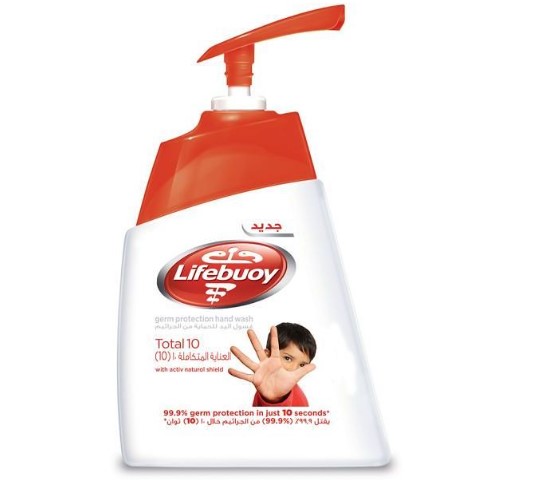 جديد
Lifebuoy
germ protection hand wash
غسول اليد للحماية من الجراثيم
Total 10
العناية المتكاملة ١٠ (10)
with activ naturol shield
99.9% germ protection in just 10 seconds*
يقتل ٩٩,٩٪ (99.9%) من الجراثيم خلال ١٠ (10) ثوان*